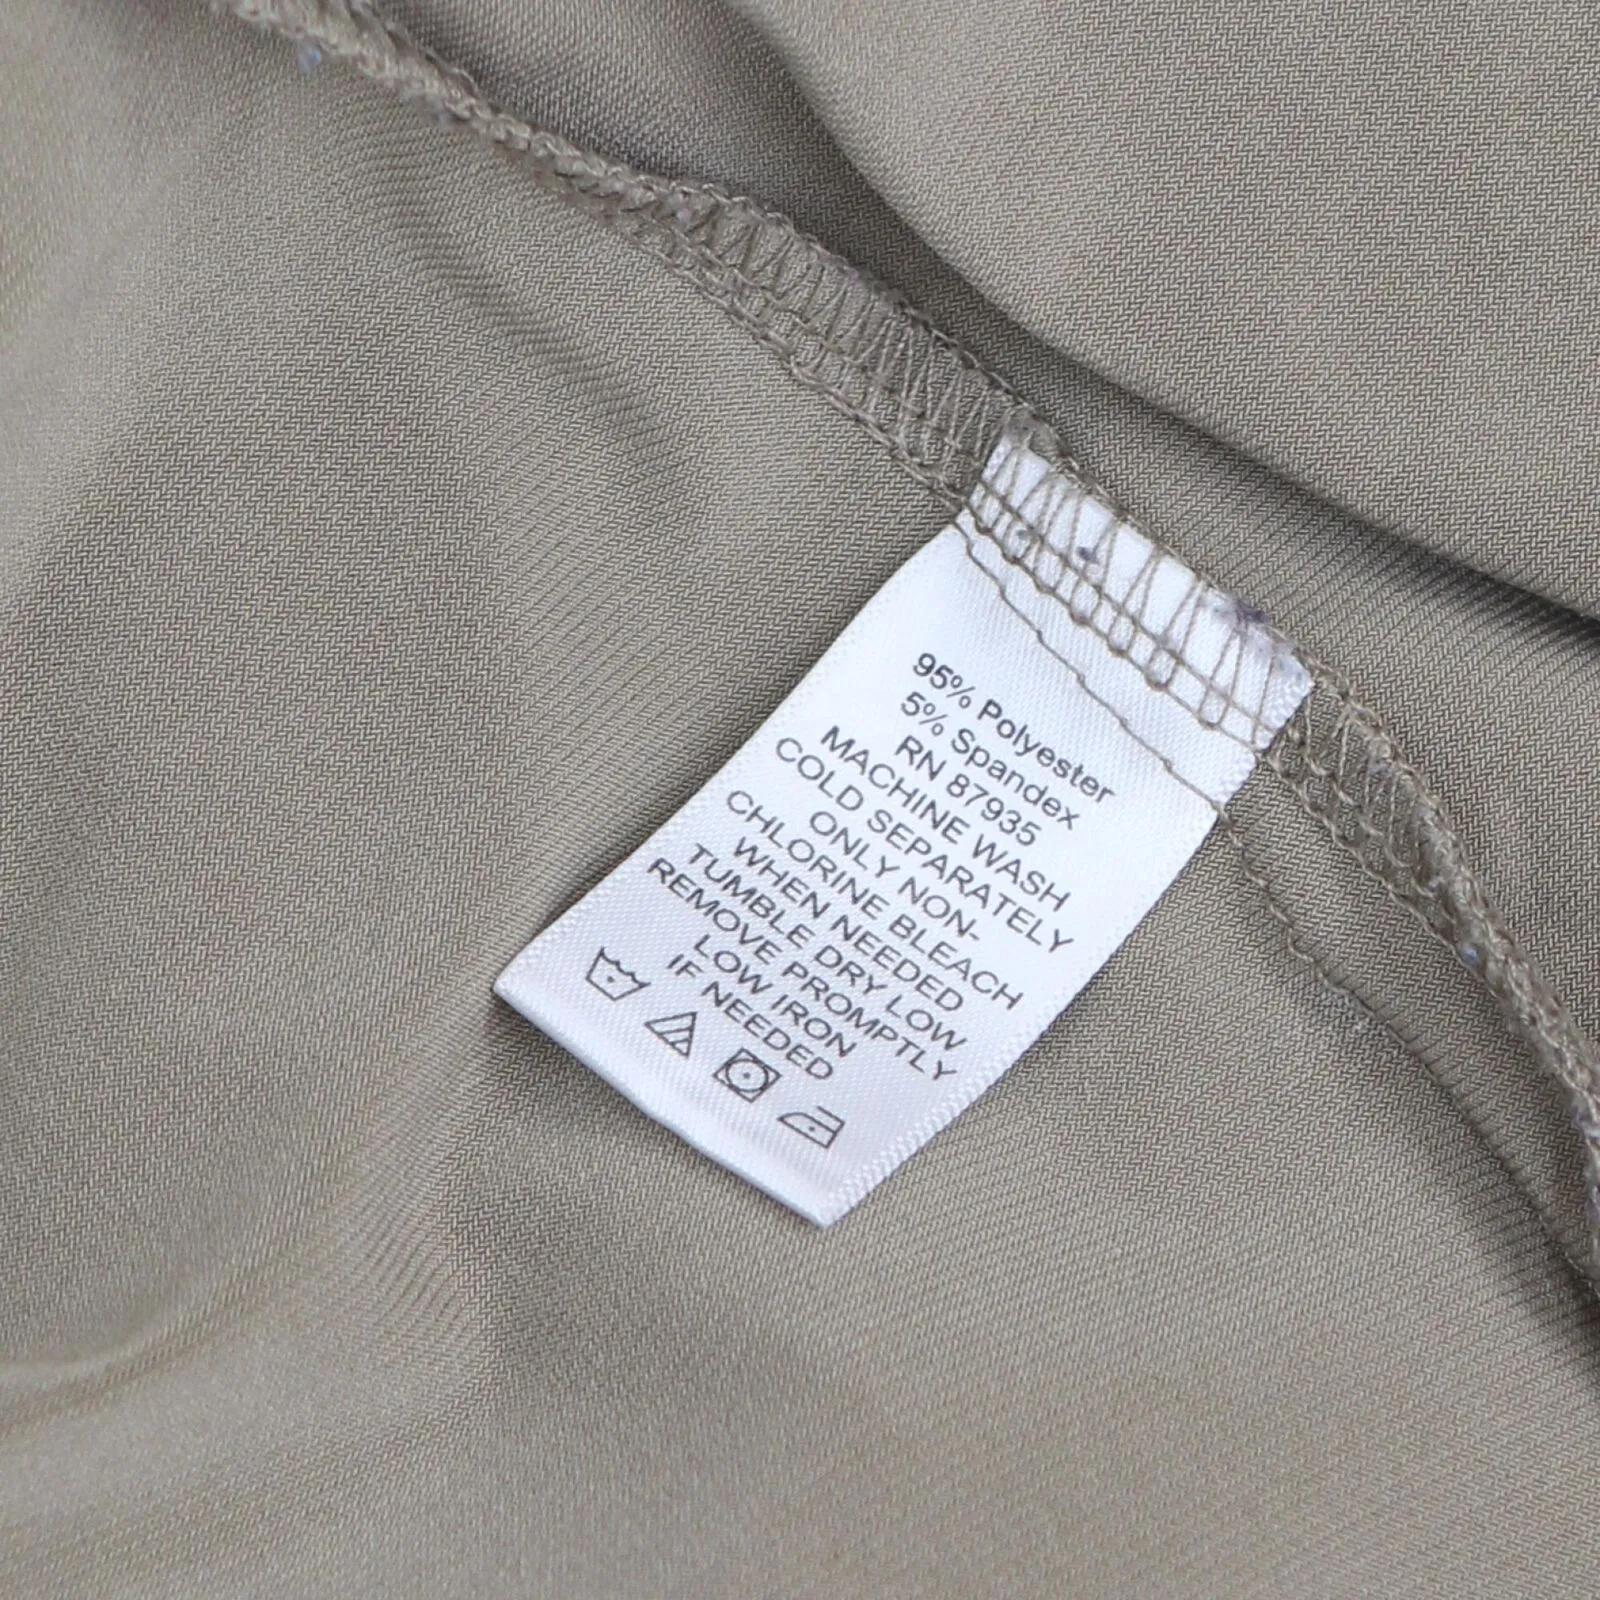 95% Polyester
5% Spandex
RN 87935
MACHINE WASH
COLD SEPARATELY
ONLY NON-
CHLORINE BLEACH
WHEN NEEDED
TUMBLE DRY LOW
REMOVE PROMPTLY
LOW IRON
IF NEEDED